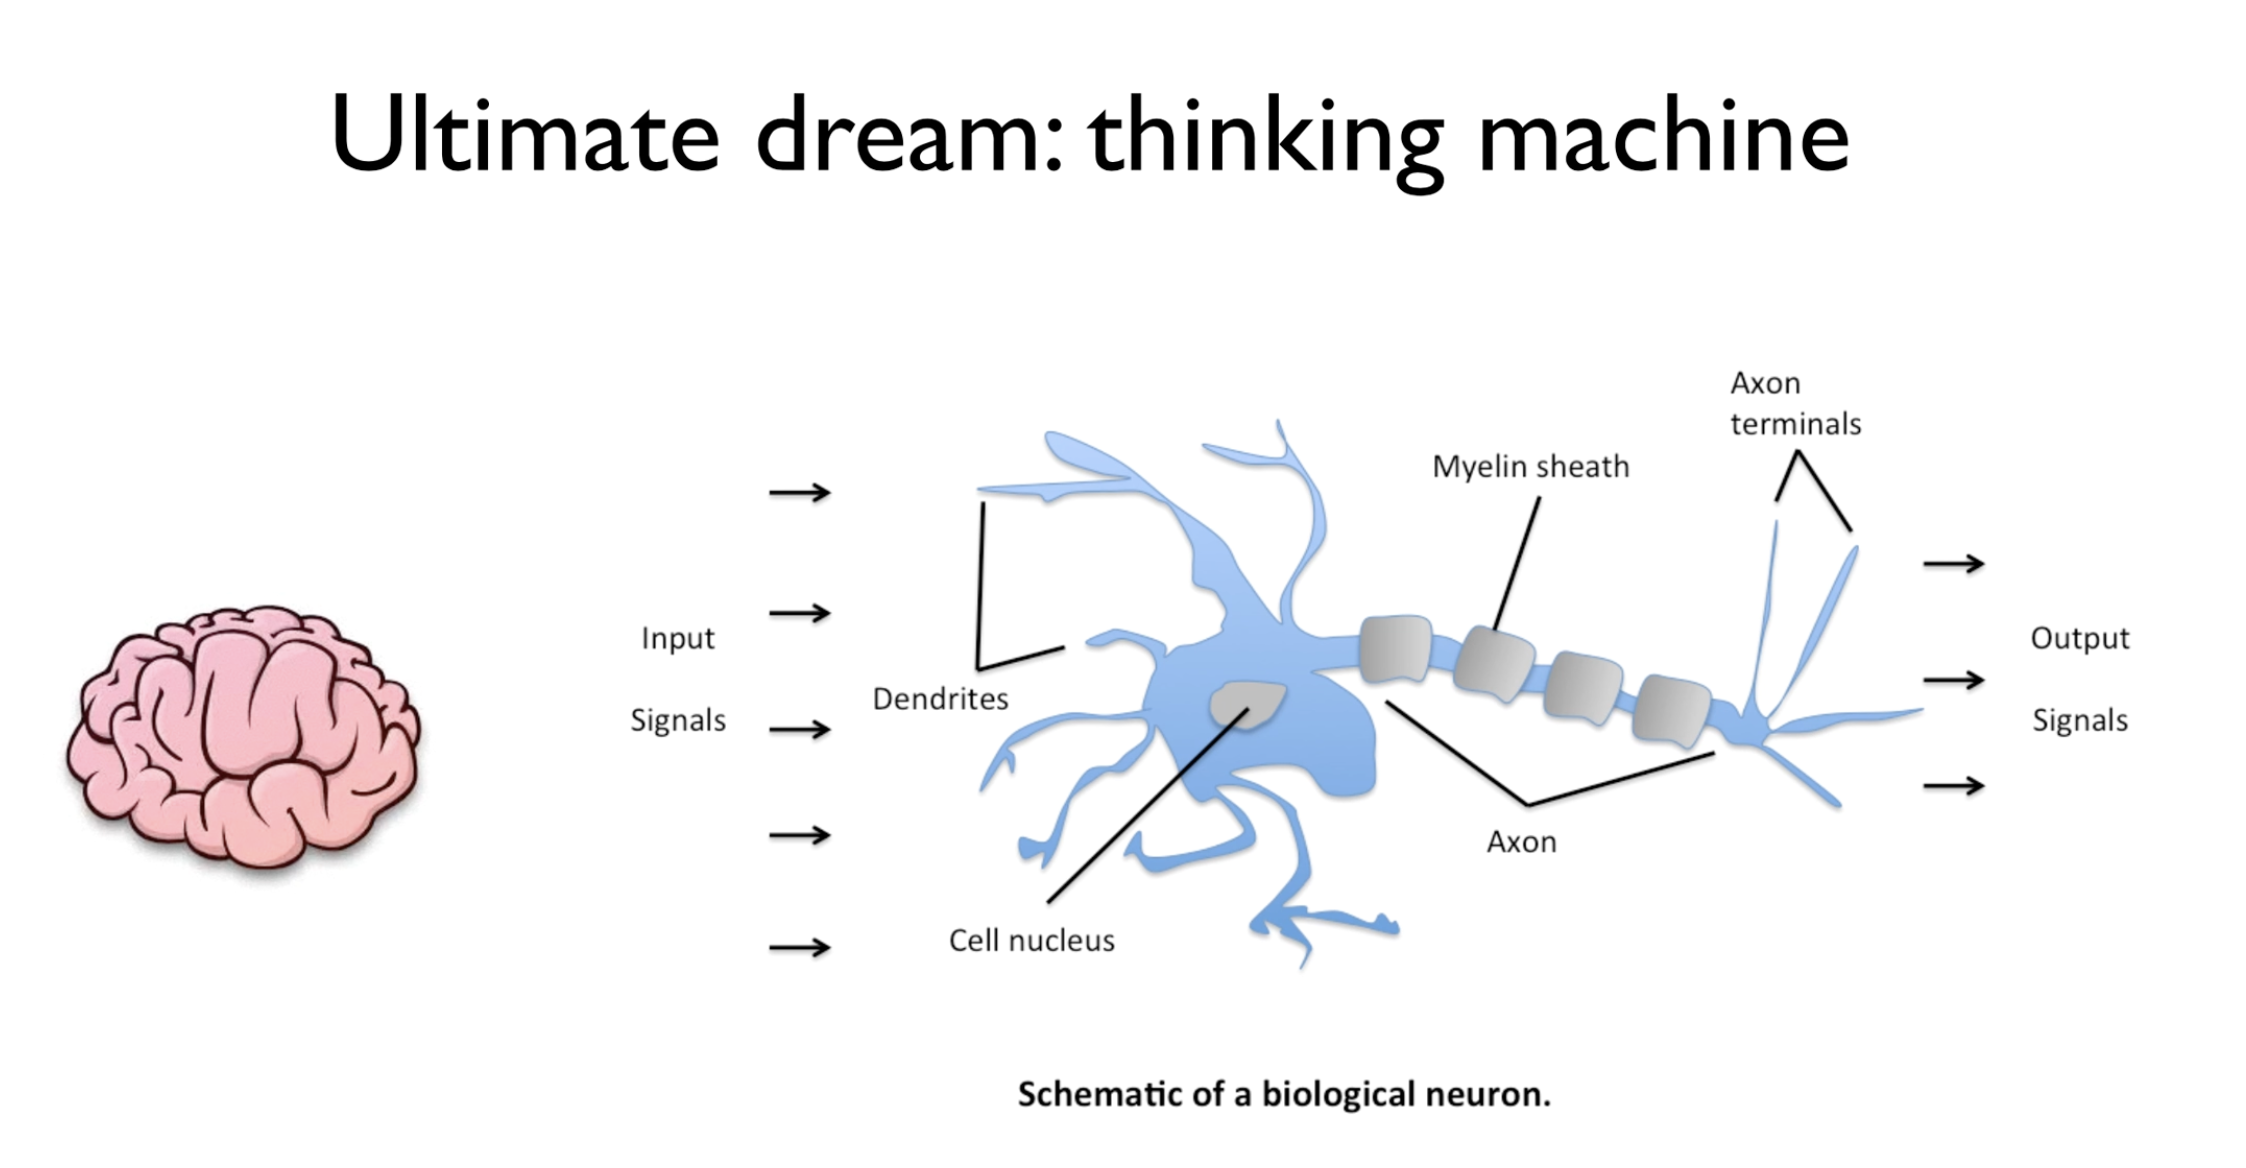 Ultimate dream: thinking machine
Axon
terminals
Myelin sheath
Input
Signals
Dendrites
Output
Signals
Axon
Cell nucleus
Schematic of a biological neuron.